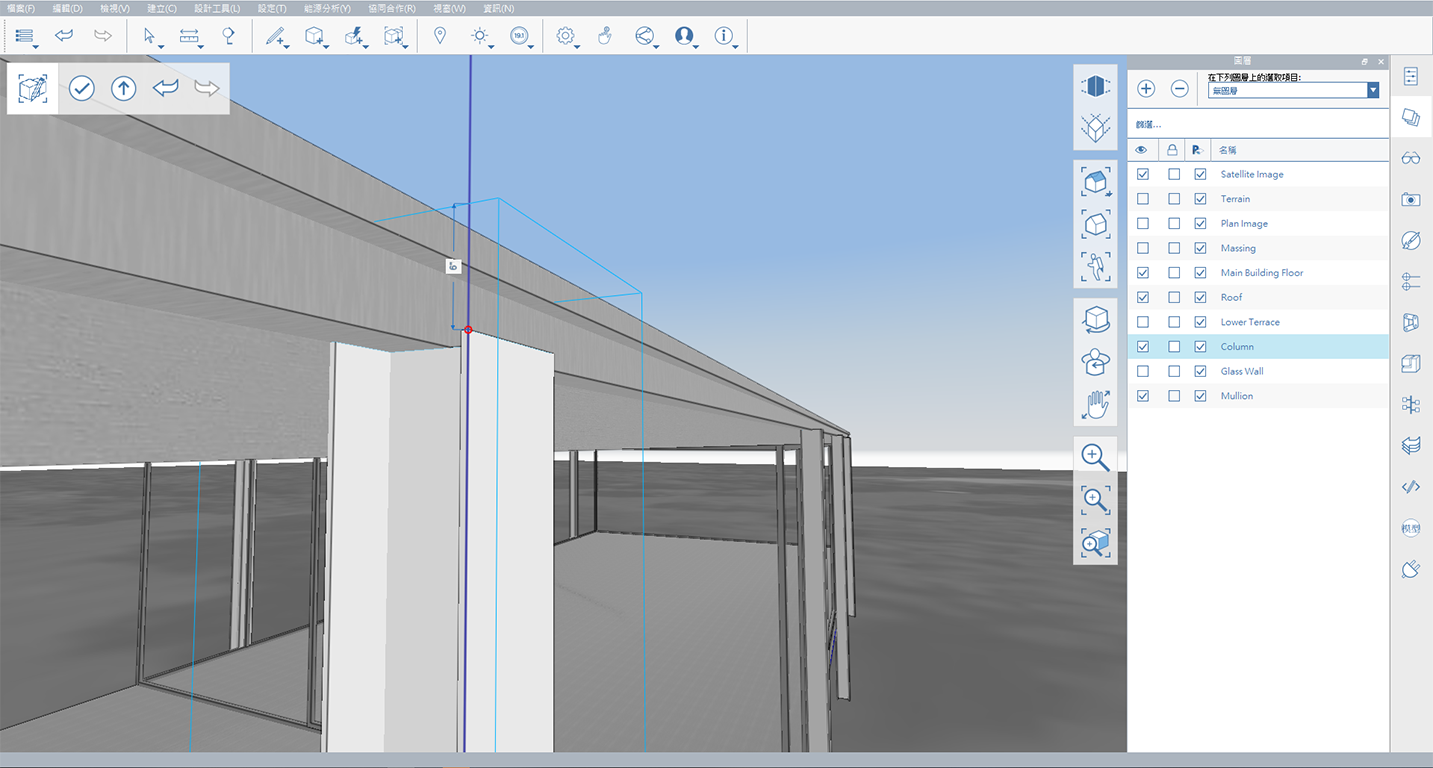 檔案(F) 編輯(D) 檢視(V) 建立(C) 設計工具(L) 設定(T) 能源分析(Y) 協同合作(R) 視窗(W) 資訊(N)
19.1
圖層
在下列圖層上的選取項目:
無圖層
篩選...
名稱
Satellite Image
Terrain
Plan Image
Massing
Main Building Floor
Roof
Lower Terrace
Column
Glass Wall
Mullion
模型